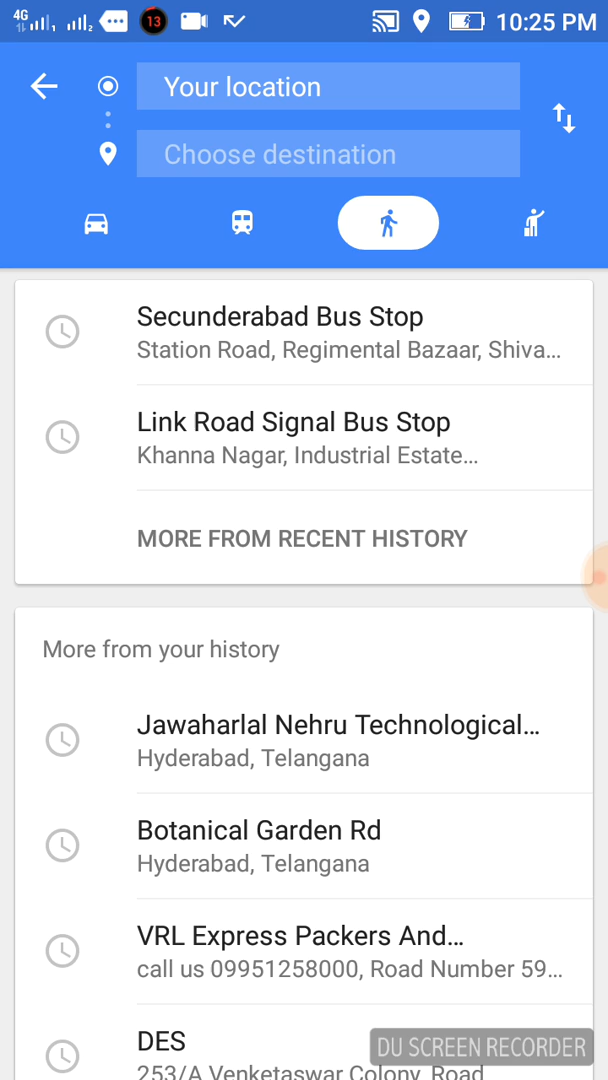 4G
1
2
13
10:25 PM
Your location
Choose destination
Secunderabad Bus Stop
Station Road, Regimental Bazaar, Shiva...
Link Road Signal Bus Stop
Khanna Nagar, Industrial Estate...
MORE FROM RECENT HISTORY
More from your history
Jawaharlal Nehru Technological...
Hyderabad, Telangana
Botanical Garden Rd
Hyderabad, Telangana
VRL Express Packers And...
call us 09951258000, Road Number 59...
DES
253/A Venketaswar Colony, Road
DU SCREEN RECORDER